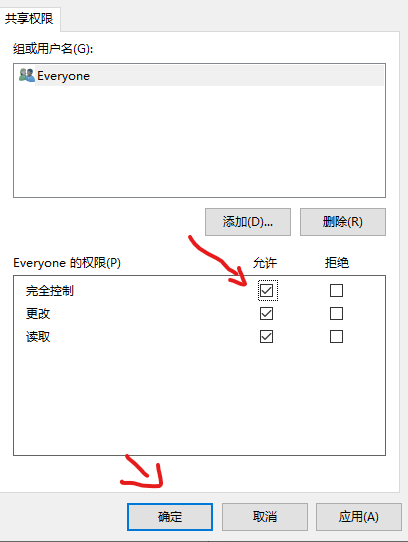 共享权限
组或用户名(G):
Everyone
添加(D)... 删除(R)
Everyone 的权限(P) 允许 拒绝
完全控制
更改
读取
确定 取消 应用(A)